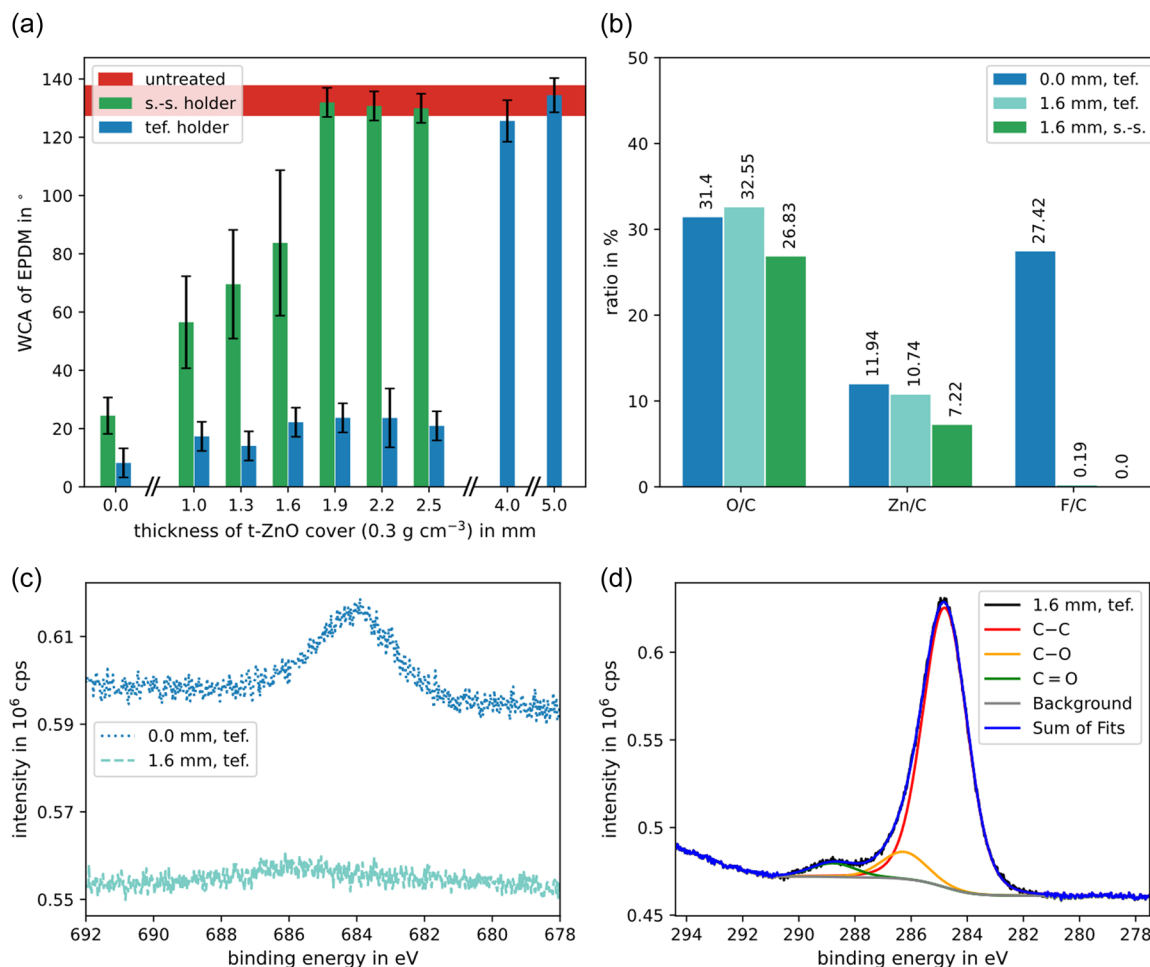 (a)
140
120
100
80
60
40
20
0
WCA of EPDM in °
untreated
s.-s. holder
tef. holder
0.0 1.0 1.3 1.6 1.9 2.2 2.5 4.0 5.0
thickness of t-ZnO cover (0.3 g cm⁻³) in mm
(b)
50
40
30
20
10
0
ratio in %
0.0 mm, tef.
1.6 mm, tef.
1.6 mm, s.-s.
31.4
32.55
26.83
11.94
10.74
7.22
27.42
0.19
0.0
O/C Zn/C F/C
(c)
0.61
0.59
0.57
0.55
intensity in 10⁶ cps
0.0 mm, tef.
1.6 mm, tef.
692 690 688 686 684 682 680 678
binding energy in eV
(d)
0.6
0.55
0.5
0.45
intensity in 10⁶ cps
1.6 mm, tef.
C−C
C−O
C=O
Background
Sum of Fits
294 292 290 288 286 284 282 280 278
binding energy in eV